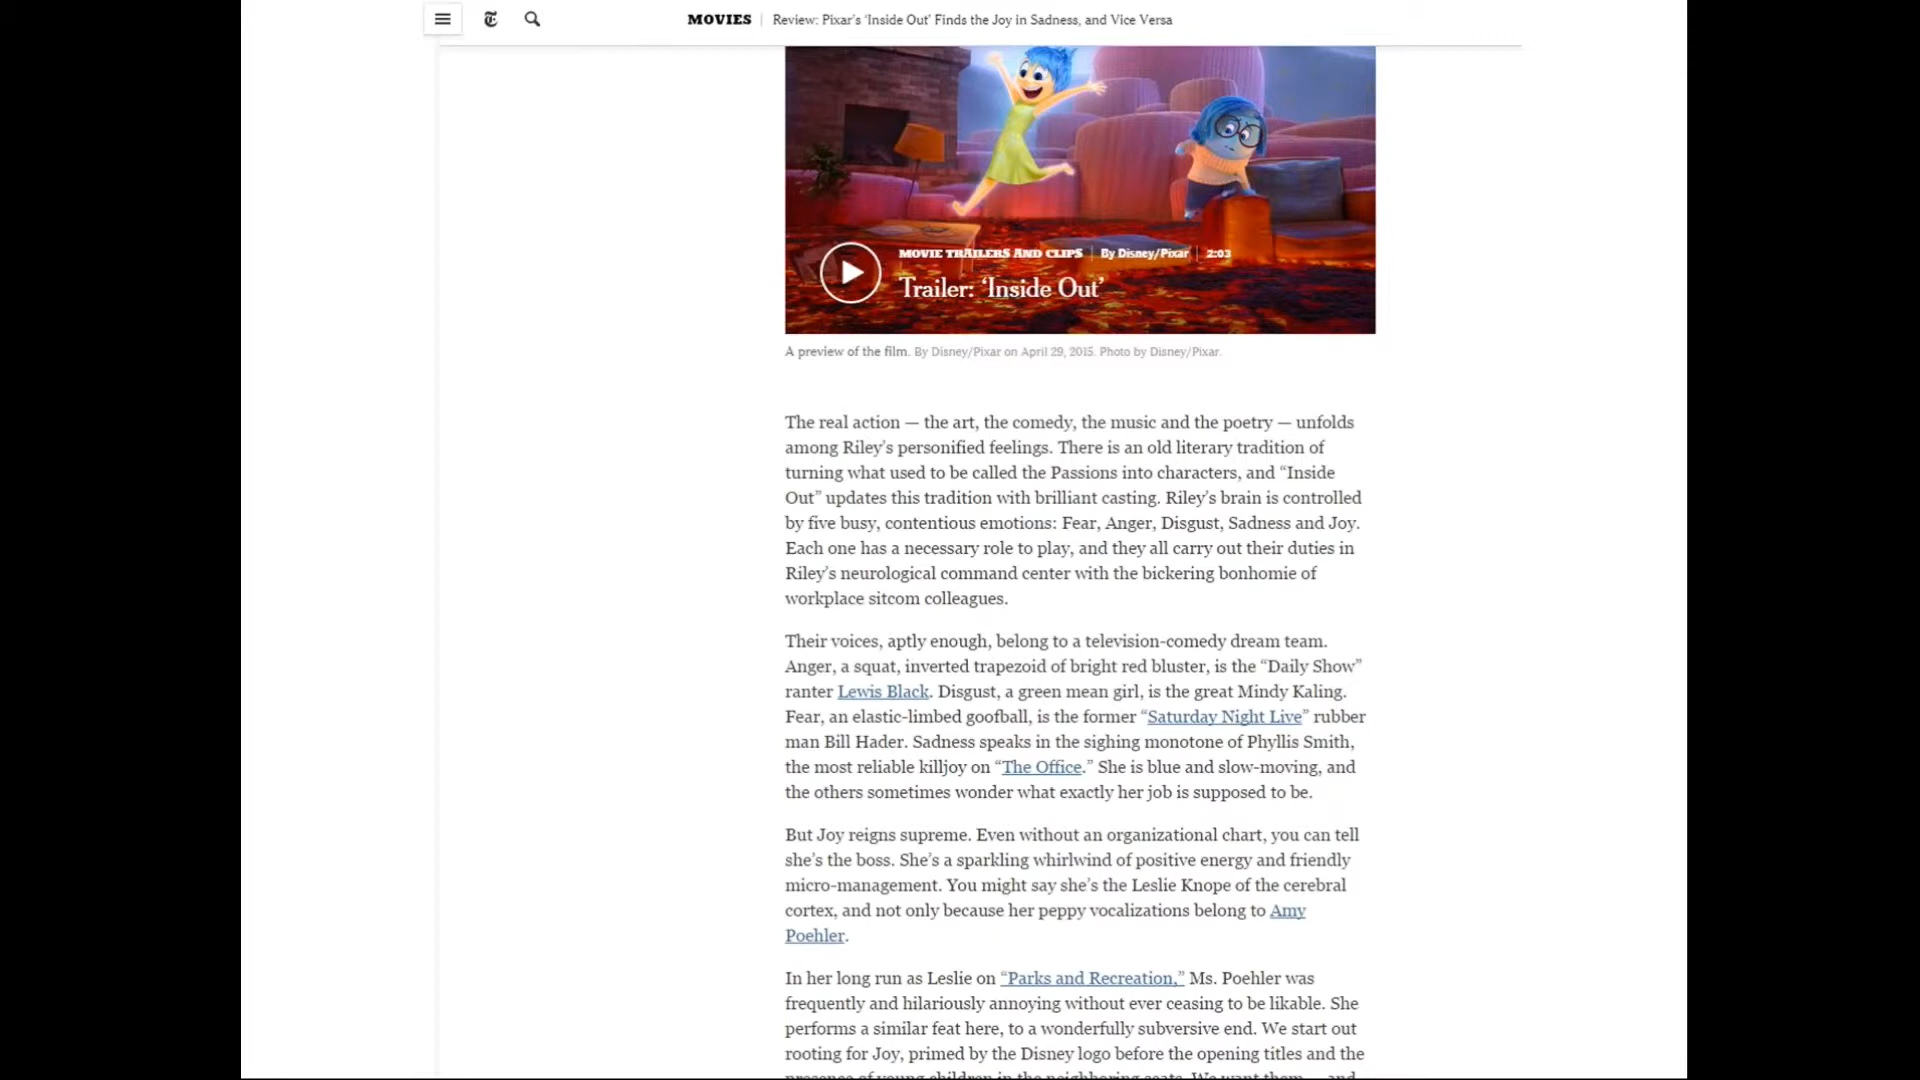 MOVIES | Review: Pixar's ‘Inside Out’ Finds the Joy in Sadness, and Vice Versa
MOVIE TRAILERS AND CLIPS | By Disney/Pixar | 2:03
Trailer: ‘Inside Out’
A preview of the film. By Disney/Pixar on April 29, 2015. Photo by Disney/Pixar.
The real action — the art, the comedy, the music and the poetry — unfolds
among Riley’s personified feelings. There is an old literary tradition of
turning what used to be called the Passions into characters, and “Inside
Out” updates this tradition with brilliant casting. Riley’s brain is controlled
by five busy, contentious emotions: Fear, Anger, Disgust, Sadness and Joy.
Each one has a necessary role to play, and they all carry out their duties in
Riley’s neurological command center with the bickering bonhomie of
workplace sitcom colleagues.
Their voices, aptly enough, belong to a television-comedy dream team.
Anger, a squat, inverted trapezoid of bright red bluster, is the “Daily Show”
ranter Lewis Black. Disgust, a green mean girl, is the great Mindy Kaling.
Fear, an elastic-limbed goofball, is the former “Saturday Night Live” rubber
man Bill Hader. Sadness speaks in the sighing monotone of Phyllis Smith,
the most reliable killjoy on “The Office.” She is blue and slow-moving, and
the others sometimes wonder what exactly her job is supposed to be.
But Joy reigns supreme. Even without an organizational chart, you can tell
she’s the boss. She’s a sparkling whirlwind of positive energy and friendly
micro-management. You might say she’s the Leslie Knope of the cerebral
cortex, and not only because her peppy vocalizations belong to Amy
Poehler.
In her long run as Leslie on “Parks and Recreation,” Ms. Poehler was
frequently and hilariously annoying without ever ceasing to be likable. She
performs a similar feat here, to a wonderfully subversive end. We start out
rooting for Joy, primed by the Disney logo before the opening titles and the
presence of young children in the neighboring seats. We want them — and